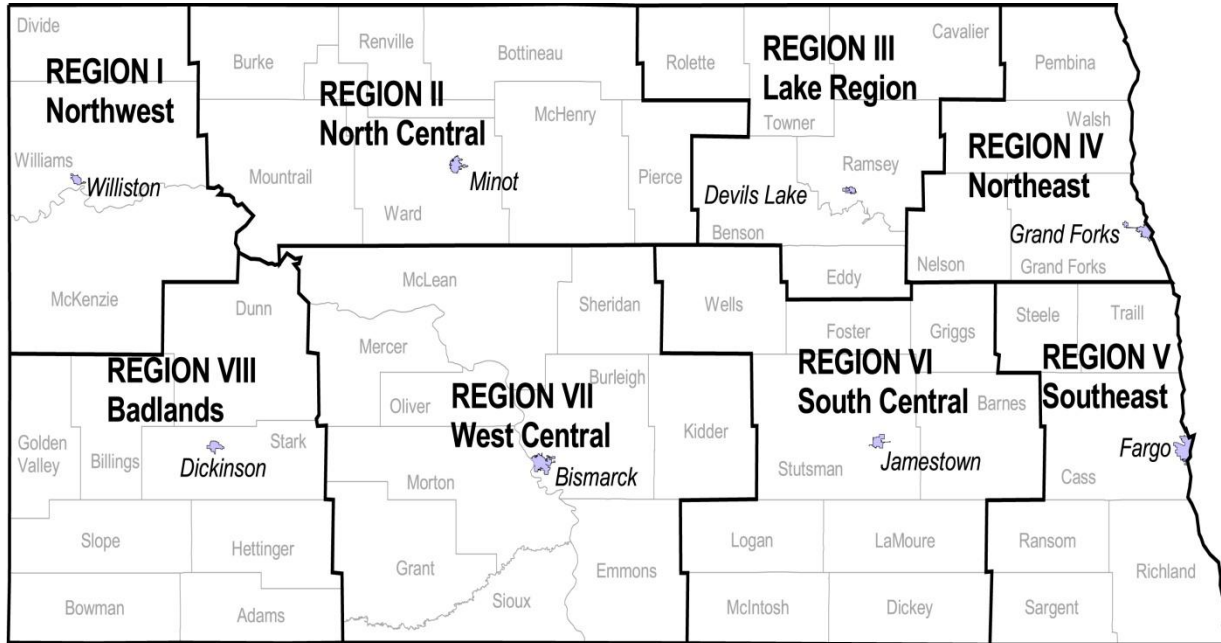 Divide
Burke
Renville
Bottineau
Rolette
Cavalier
Pembina
REGION I
Northwest
REGION II
North Central
REGION III
Lake Region
McHenry
Towner
Walsh
Williams
Williston
Mountrail
Ward
Minot
Pierce
Ramsey
Devils Lake
Benson
REGION IV
Northeast
Grand Forks
Nelson
Grand Forks
McKenzie
Dunn
McLean
Sheridan
Wells
Eddy
Foster
Griggs
Steele
Traill
REGION VIII
Badlands
Mercer
Oliver
REGION VII
West Central
Burleigh
Kidder
REGION VI
South Central
Barnes
REGION V
Southeast
Golden
Valley
Billings
Stark
Dickinson
Morton
Bismarck
Stutsman
Jamestown
Fargo
Cass
Slope
Hettinger
Grant
Emmons
Logan
LaMoure
Ransom
Richland
Bowman
Adams
Sioux
McIntosh
Dickey
Sargent